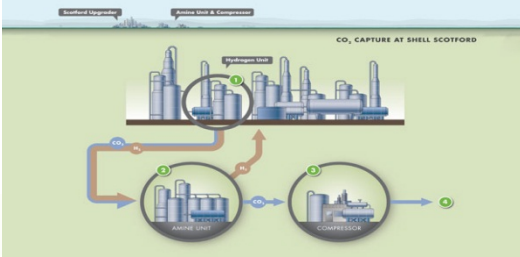 Scotford Upgrader
Amine Unit & Compressor
CO₂ CAPTURE AT SHELL SCOTFORD
Hydrogen Unit
1
CO₂
H₂
2
H₂
3
CO₂
4
AMINE UNIT
COMPRESSOR